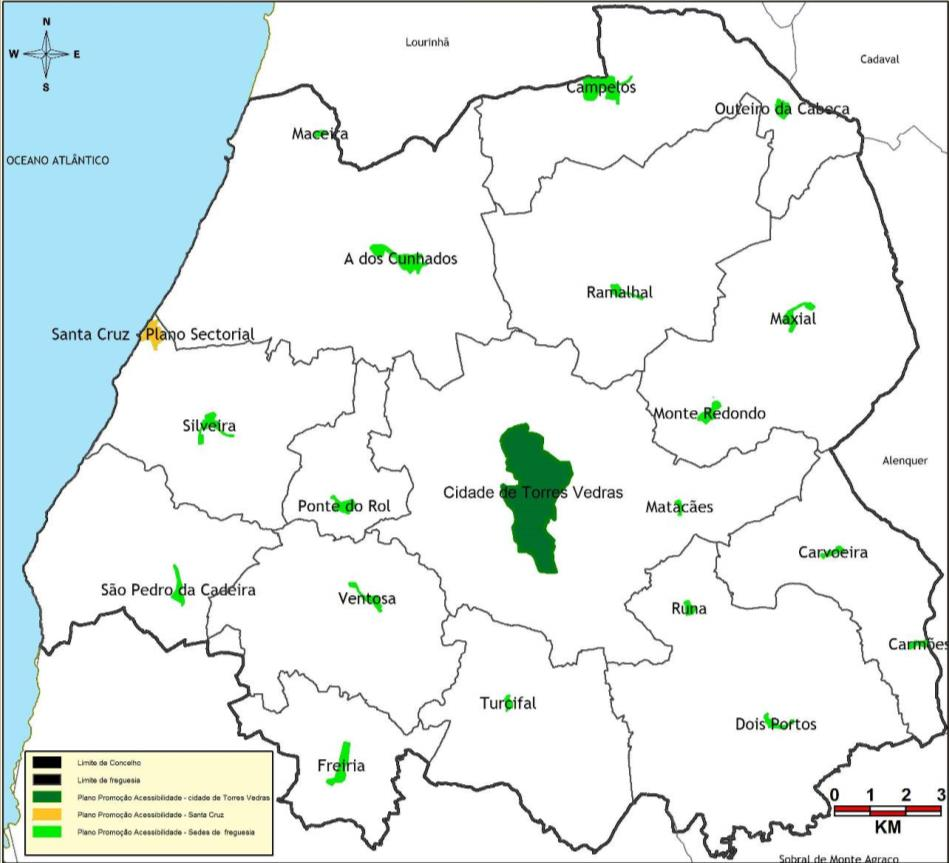 N
W E
S
Lourinhã
Cadaval
Campelos
Outeiro da Cabeça
Maceira
OCEANO ATLÂNTICO
A dos Cunhados
Ramalhal
Maxial
Santa Cruz - Plano Sectorial
Silveira
Monte Redondo
Alenquer
Cidade de Torres Vedras
Ponte do Rol
Matacães
Carvoeira
São Pedro da Cadeira
Ventosa
Runa
Carmões
Turcifal
Dois Portos
Freiria
Limite de Concelho
Limite de freguesia
Plano Promoção Acessibilidade - cidade de Torres Vedras
Plano Promoção Acessibilidade - Santa Cruz
Plano Promoção Acessibilidade - Sedes de freguesia
0 1 2 3
KM
Sobral de Monte Agraço